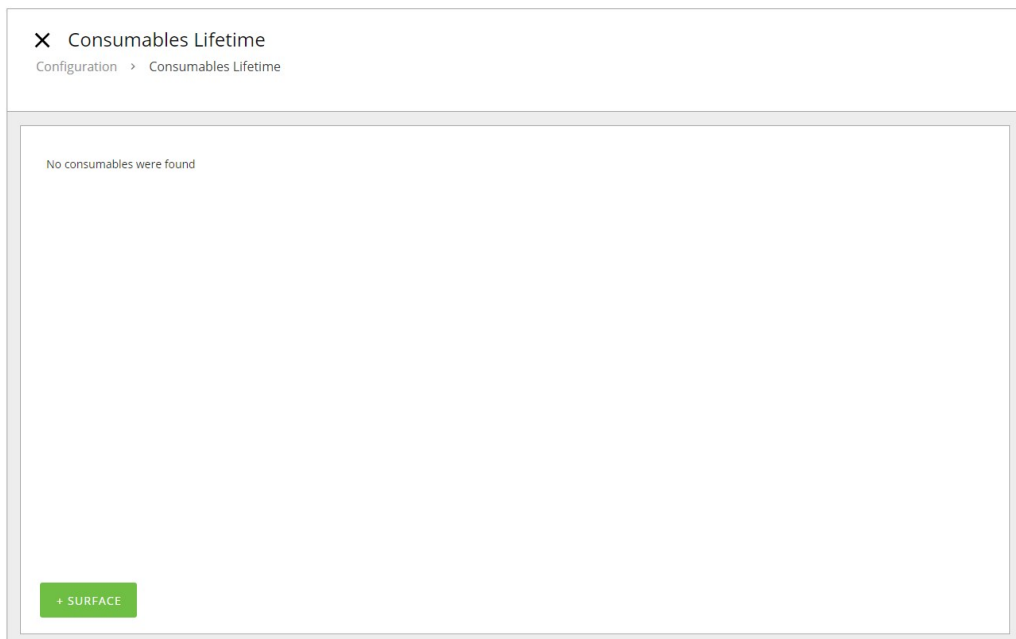 Consumables Lifetime
Configuration > Consumables Lifetime
No consumables were found
+ SURFACE